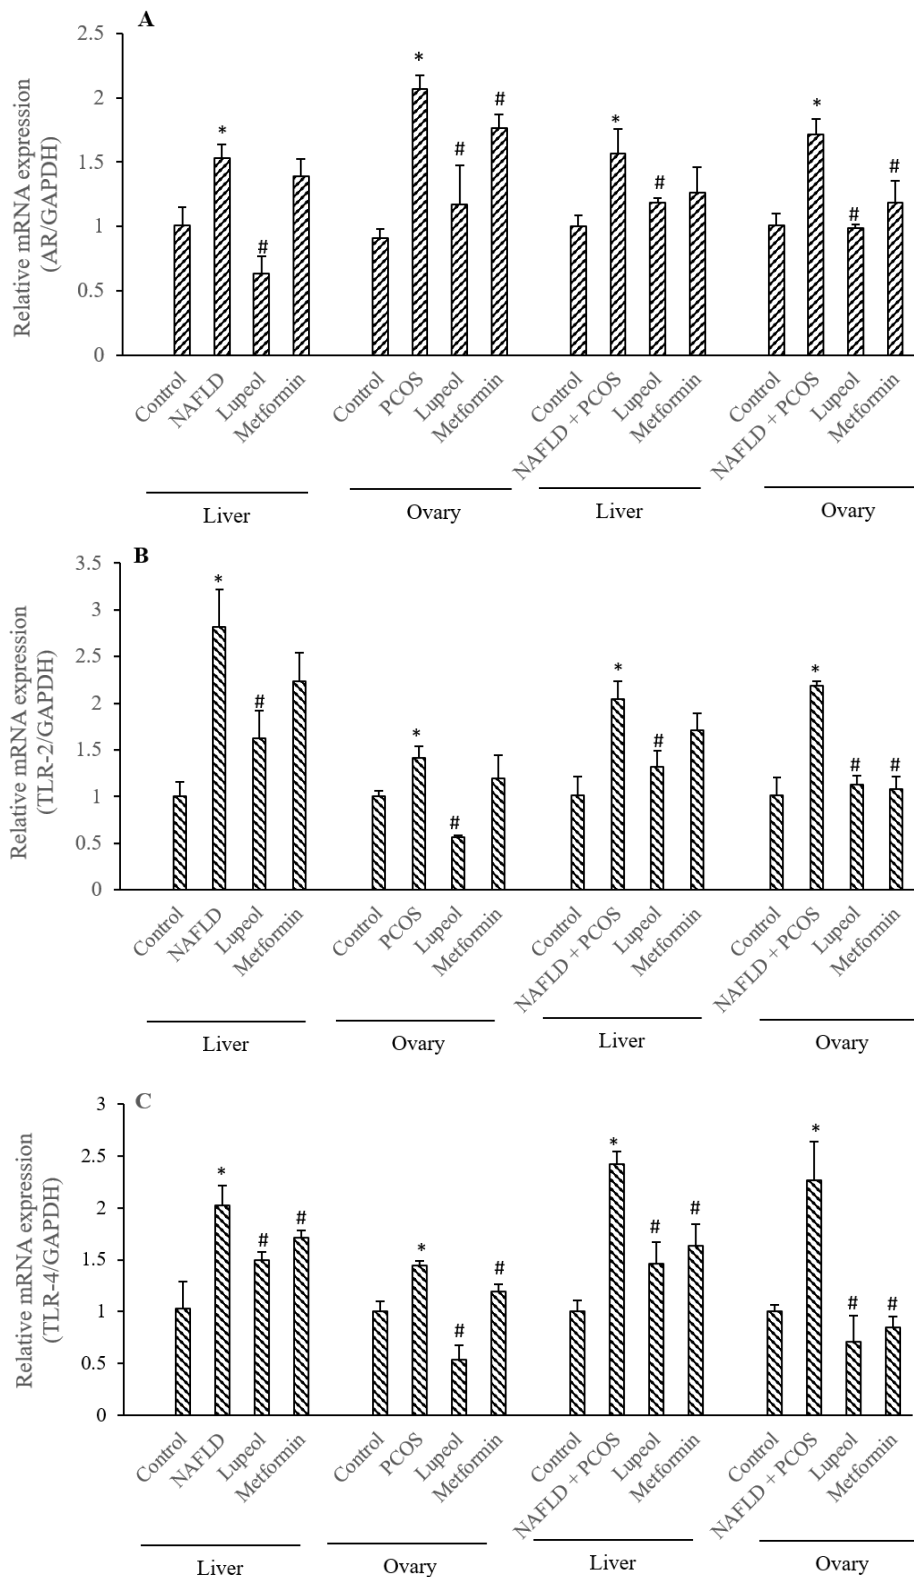 A
Relative mRNA expression
(AR/GAPDH)
2.5
2
1.5
1
0.5
0
* # * # # * # * # #
Control NAFLD Lupeol Metformin Control PCOS Lupeol Metformin Control NAFLD + PCOS Lupeol Metformin Control NAFLD + PCOS Lupeol Metformin
Liver Ovary Liver Ovary
B
Relative mRNA expression
(TLR-2/GAPDH)
3.5
3
2.5
2
1.5
1
0.5
0
* # * # * # * # #
Control NAFLD Lupeol Metformin Control PCOS Lupeol Metformin Control NAFLD + PCOS Lupeol Metformin Control NAFLD + PCOS Lupeol Metformin
Liver Ovary Liver Ovary
C
Relative mRNA expression
(TLR-4/GAPDH)
3
2.5
2
1.5
1
0.5
0
* # # * # # * # # * # #
Control NAFLD Lupeol Metformin Control PCOS Lupeol Metformin Control NAFLD + PCOS Lupeol Metformin Control NAFLD + PCOS Lupeol Metformin
Liver Ovary Liver Ovary